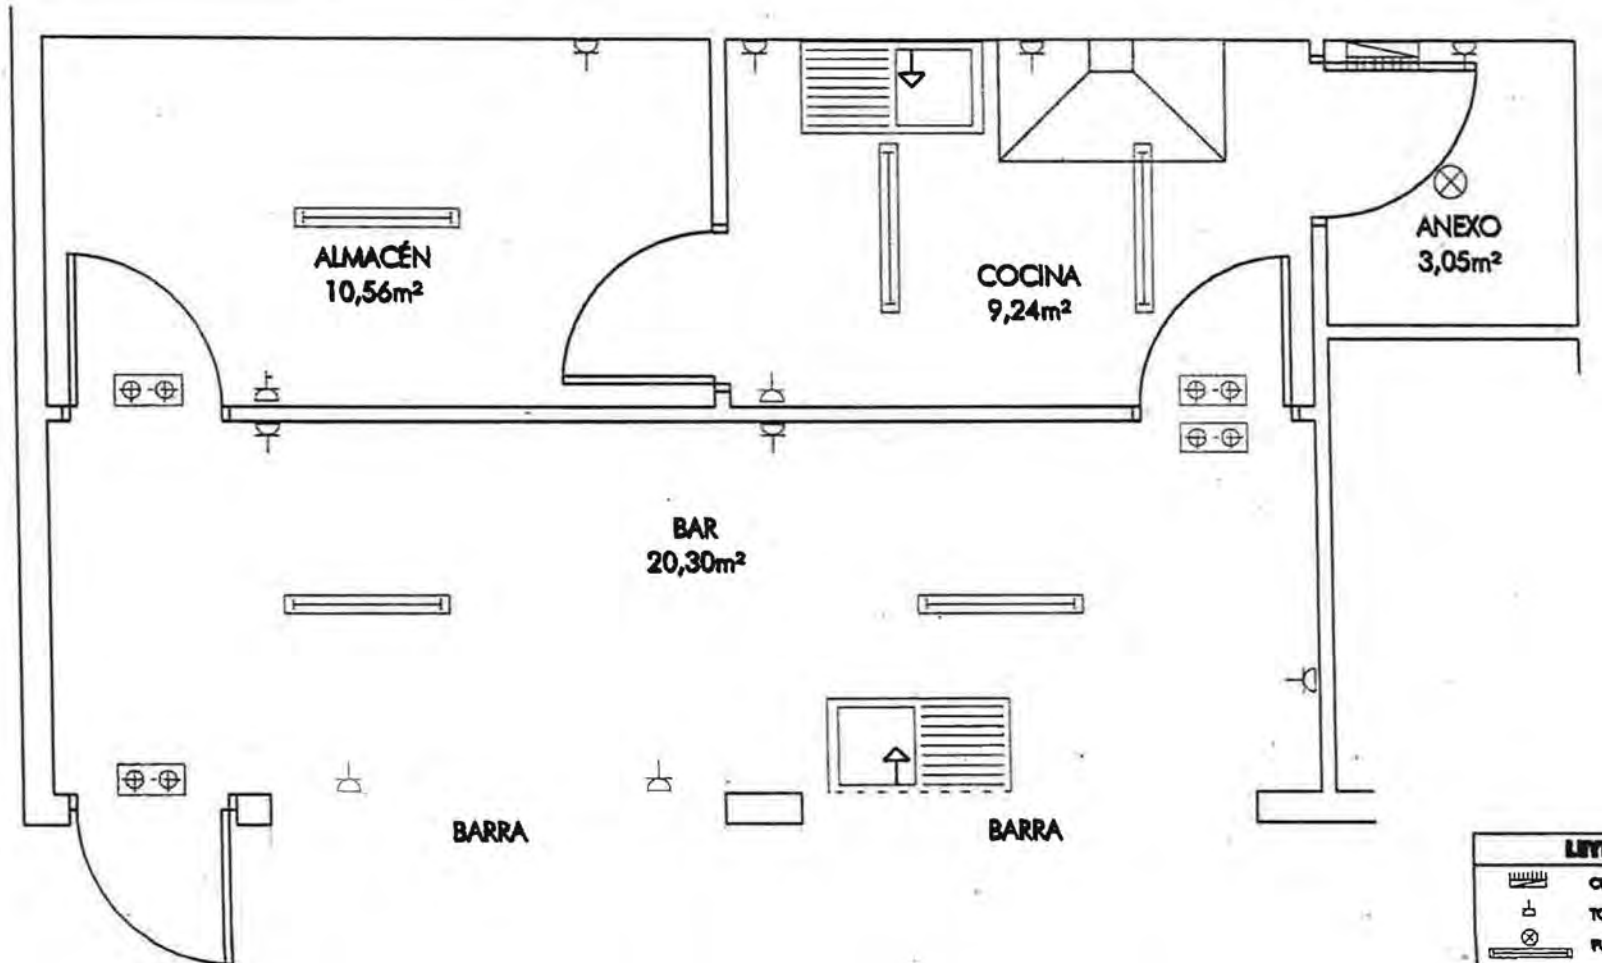 ALMACÉN
10,56m²
COCINA
9,24m²
ANEXO
3,05m²
BAR
20,30m²
BARRA
BARRA